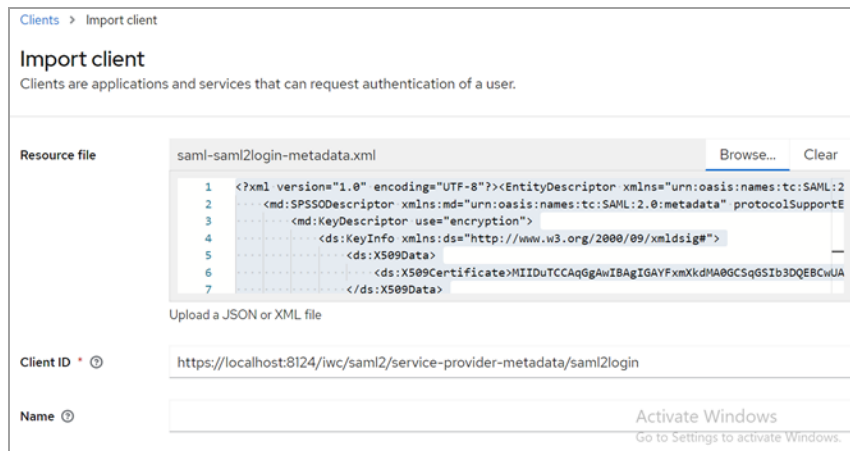 Clients > Import client
Import client
Clients are applications and services that can request authentication of a user.
Resource file
saml-saml2login-metadata.xml
Browse... Clear
1 <?xml version="1.0" encoding="UTF-8"?><EntityDescriptor xmlns="urn:oasis:names:tc:SAML:2
2 <md:SPSSODescriptor xmlns:md="urn:oasis:names:tc:SAML:2.0:metadata" protocolSupportE
3 <md:KeyDescriptor use="encryption">
4 <ds:KeyInfo xmlns:ds="http://www.w3.org/2000/09/xmldsig#">
5 <ds:X509Data>
6 <ds:X509Certificate>MIIDuTCCAqGgAwIBAgIGAYFxmXkdMA0GCSqGSIb3DQEBCwUA
7 </ds:X509Data>
Upload a JSON or XML file
Client ID * https://localhost:8124/iwc/saml2/service-provider-metadata/saml2login
Name
Activate Windows
Go to Settings to activate Windows.